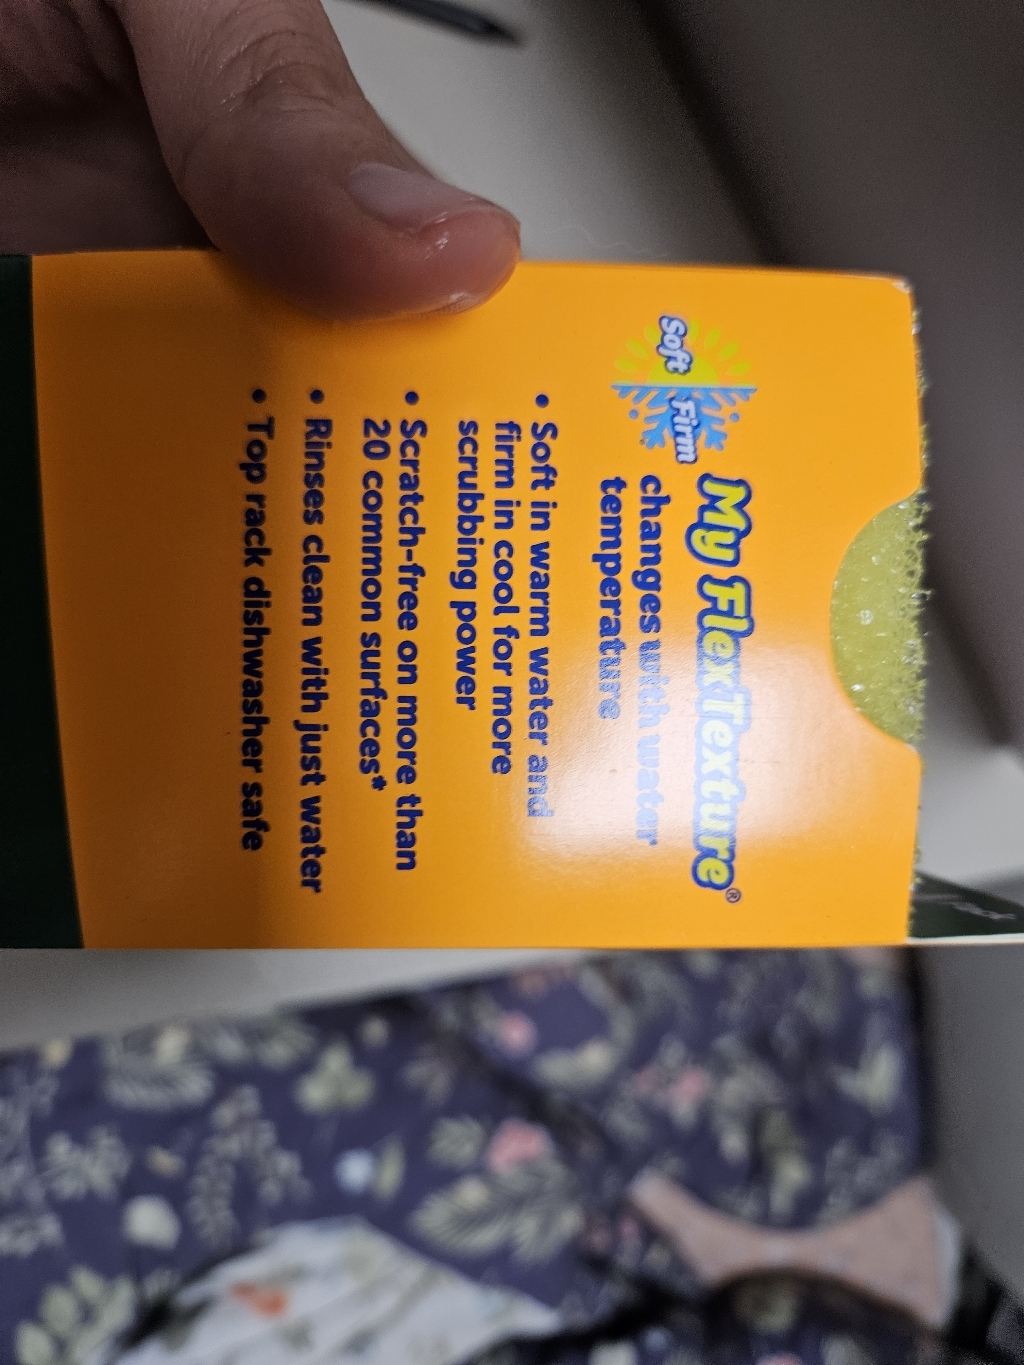 Soft
Firm
My FlexTexture®
changes with water
temperature
• Soft in warm water and
firm in cool for more
scrubbing power
• Scratch-free on more than
20 common surfaces*
• Rinses clean with just water
• Top rack dishwasher safe